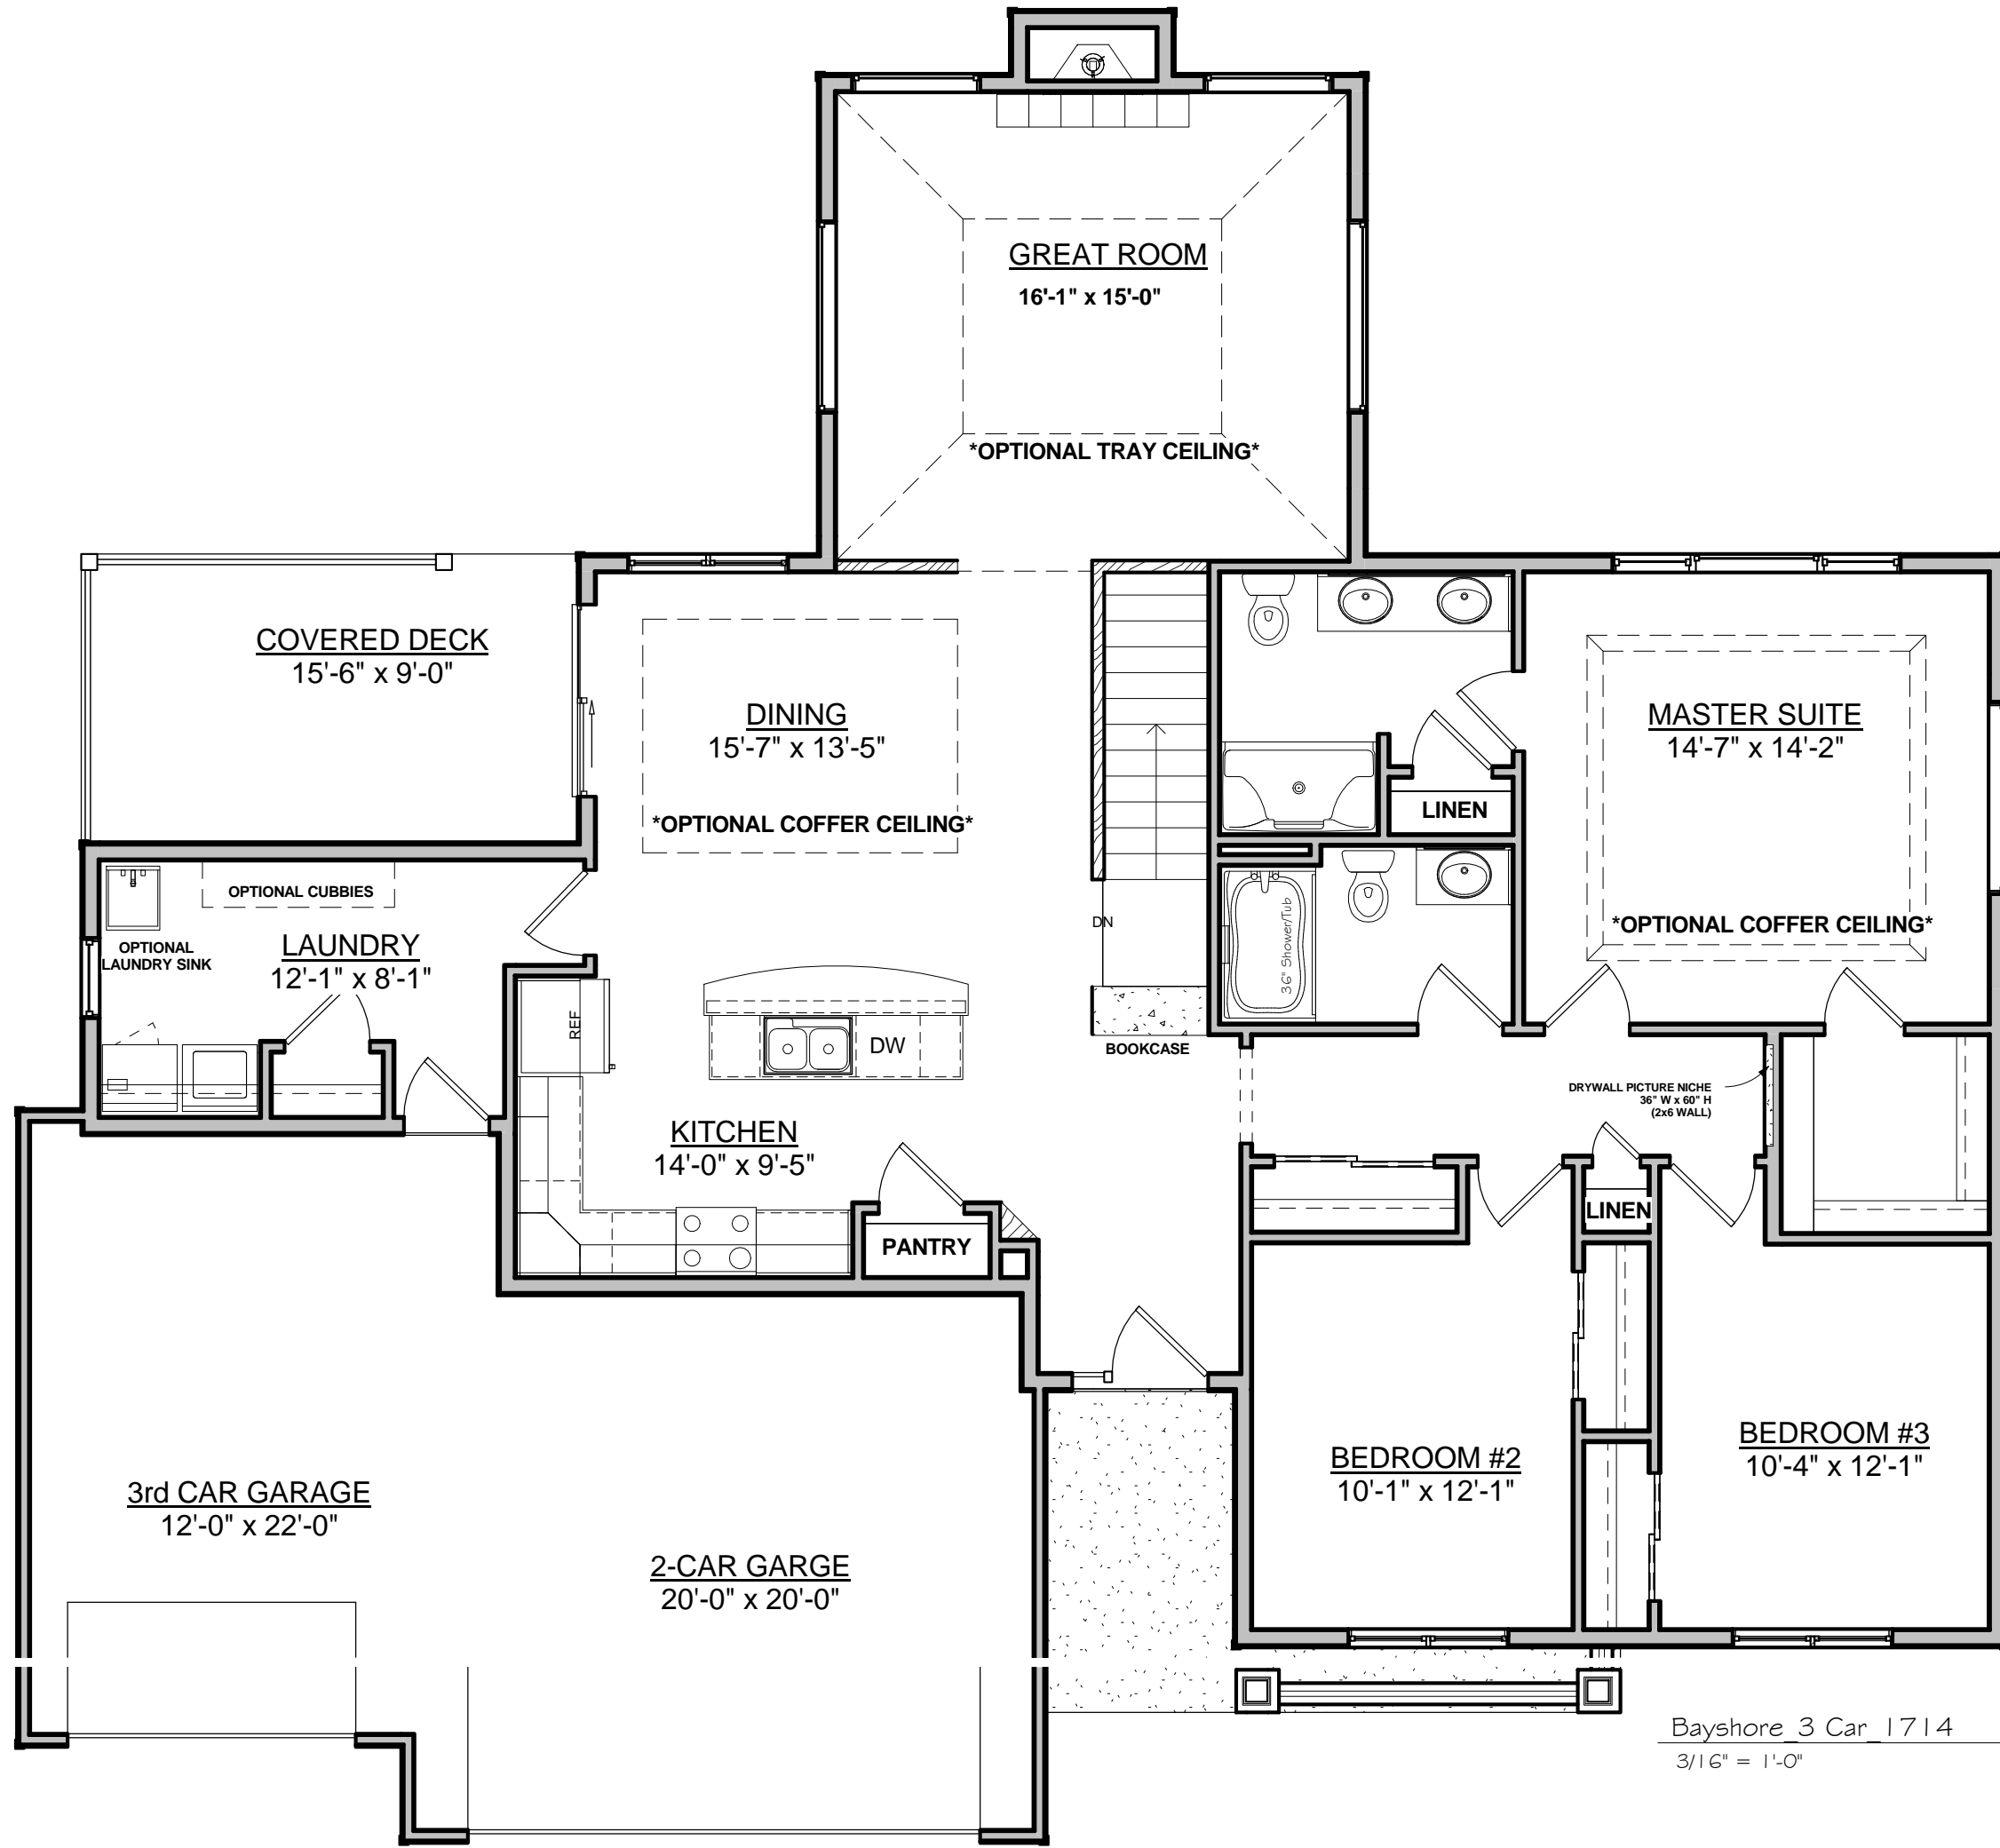 GREAT ROOM
16'-1" x 15'-0"
*OPTIONAL TRAY CEILING*
COVERED DECK
15'-6" x 9'-0"
DINING
15'-7" x 13'-5"
*OPTIONAL COFFER CEILING*
MASTER SUITE
14'-7" x 14'-2"
*OPTIONAL COFFER CEILING*
LINEN
OPTIONAL CUBBIES
OPTIONAL
LAUNDRY SINK
LAUNDRY
12'-1" x 8'-1"
DN
36" Shower/Tub
REF
DW
BOOKCASE
DRYWALL PICTURE NICHE
36" W x 60" H
(2x6 WALL)
KITCHEN
14'-0" x 9'-5"
PANTRY
LINEN
BEDROOM #2
10'-1" x 12'-1"
BEDROOM #3
10'-4" x 12'-1"
3rd CAR GARAGE
12'-0" x 22'-0"
2-CAR GARGE
20'-0" x 20'-0"
Bayshore_3 Car_1714
3/16" = 1'-0"